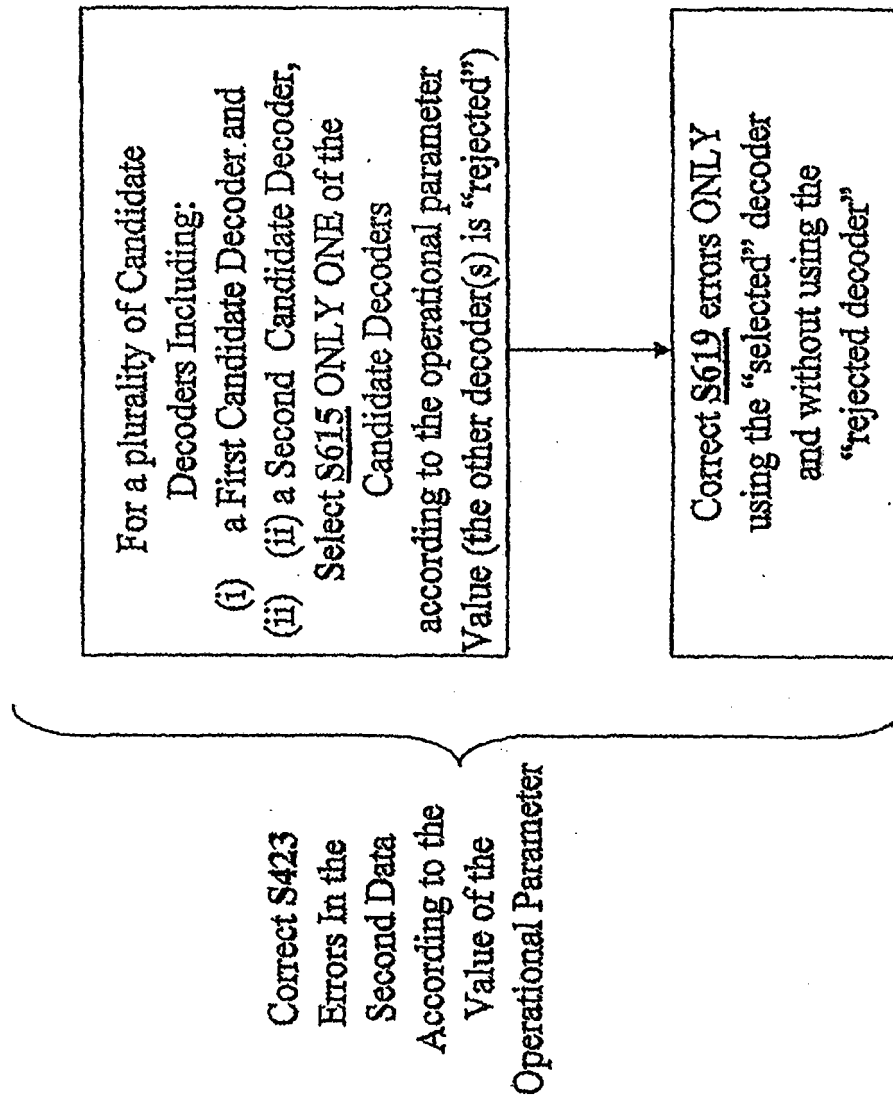 Correct S423
Errors In the
Second Data
According to the
Value of the
Operational Parameter
For a plurality of Candidate
Decoders Including:
(i) a First Candidate Decoder and
(ii) (ii) a Second Candidate Decoder,
Select S615 ONLY ONE of the
Candidate Decoders
according to the operational parameter
Value (the other decoder(s) is “rejected”)
Correct S619 errors ONLY
using the “selected” decoder
and without using the
“rejected decoder”